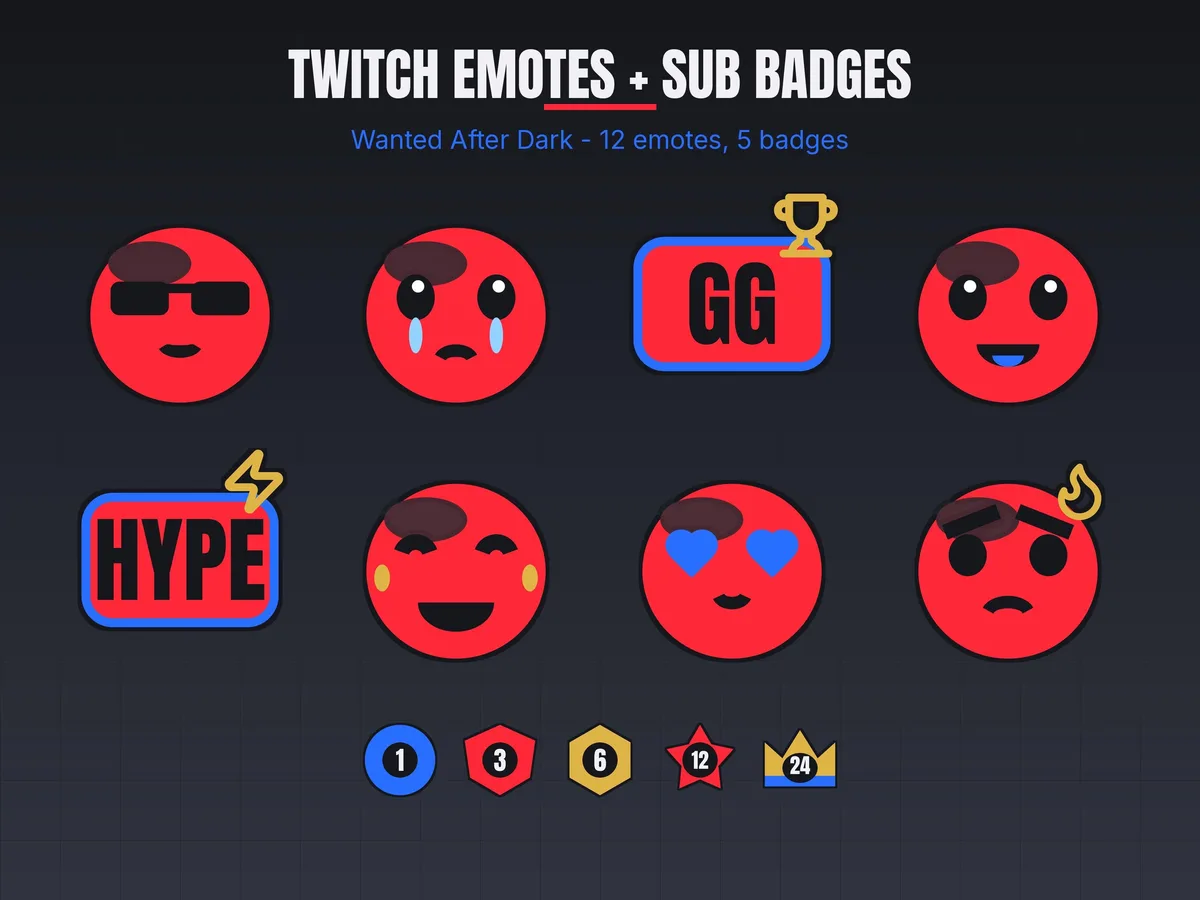 TWITCH EMOTES + SUB BADGES
Wanted After Dark - 12 emotes, 5 badges
GG
HYPE
1 3 6 12 24